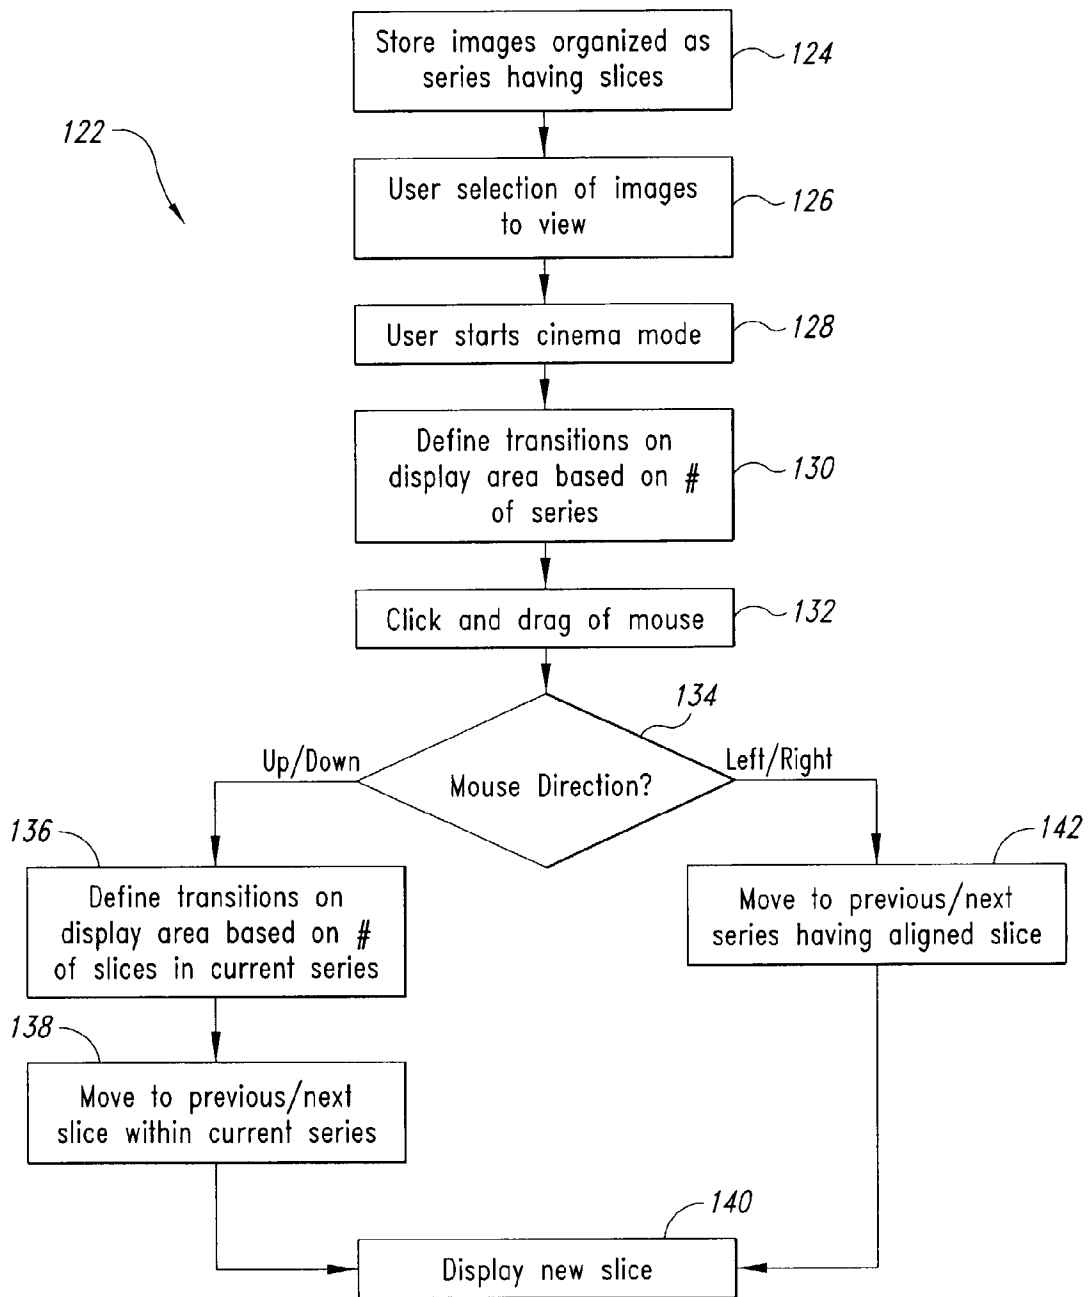 Store images organized as
series having slices
124
122
User selection of images
to view
126
User starts cinema mode
128
Define transitions on
display area based on #
of series
130
Click and drag of mouse
132
134
Up/Down
Mouse Direction?
Left/Right
136
Define transitions on
display area based on #
of slices in current series
142
Move to previous/next
series having aligned slice
138
Move to previous/next
slice within current series
140
Display new slice